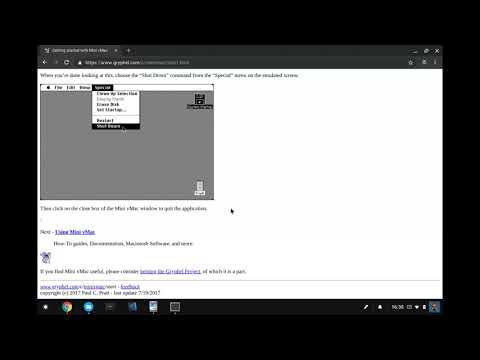 Getting started with Mini vMac
https://www.gryphel.com/c/minivmac/start.html
When you're done looking at this, choose the "Shut Down" command from the "Special" menu on the emulated screen:
File Edit View Special
Clean Up Selection
Empty Trash
Erase Disk
Set Startup...
Restart
Shut Down
Then click on the close box of the Mini vMac window to quit the application.
Next - Using Mini vMac
How-To guides, Documentation, Macintosh Software, and more.
If you find Mini vMac useful, please consider helping the Gryphel Project, of which it is a part.
www.gryphel.com/c/minivmac/start - feedback
copyright (c) 2017 Paul C. Pratt - last update 7/19/2017
16:36